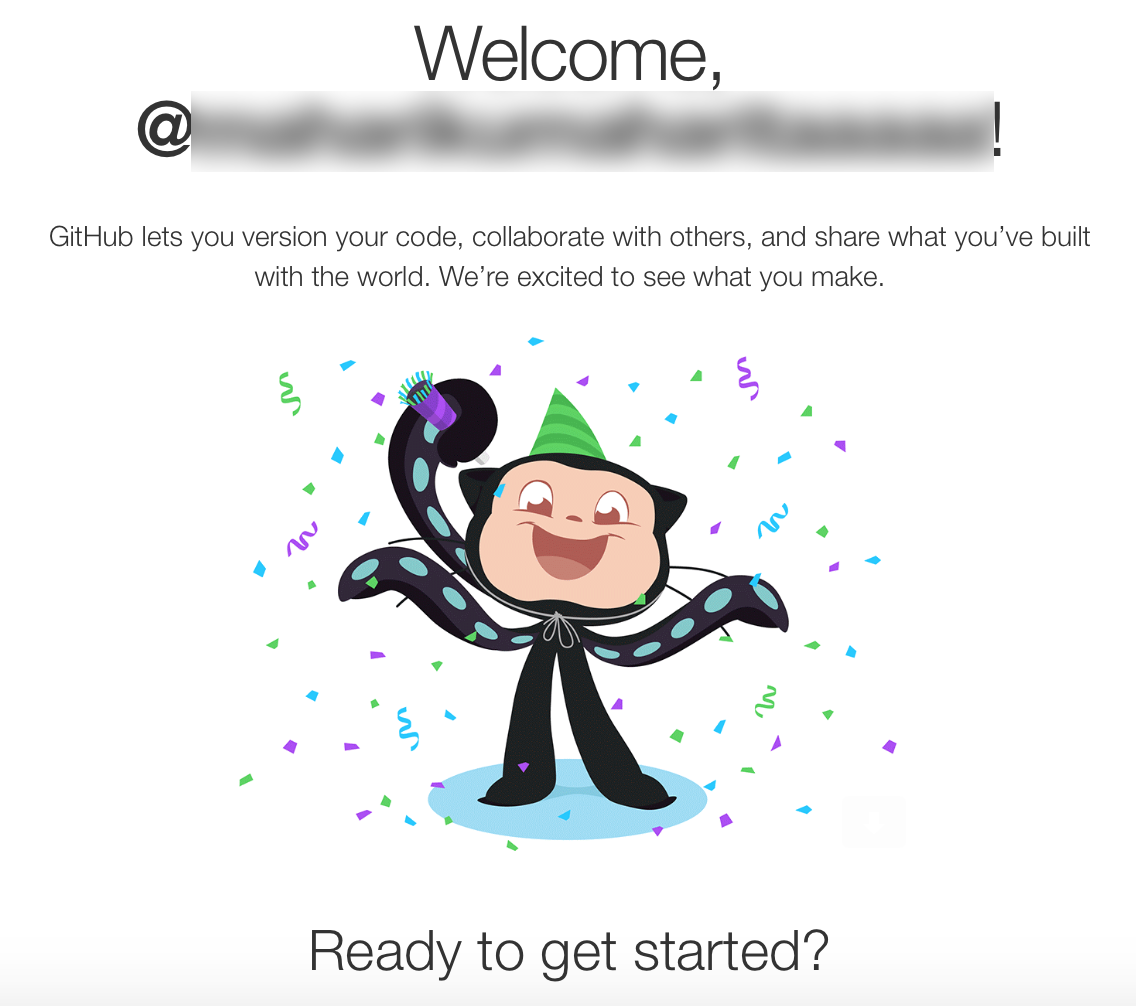 Welcome,
@ !
GitHub lets you version your code, collaborate with others, and share what you’ve built
with the world. We’re excited to see what you make.
Ready to get started?